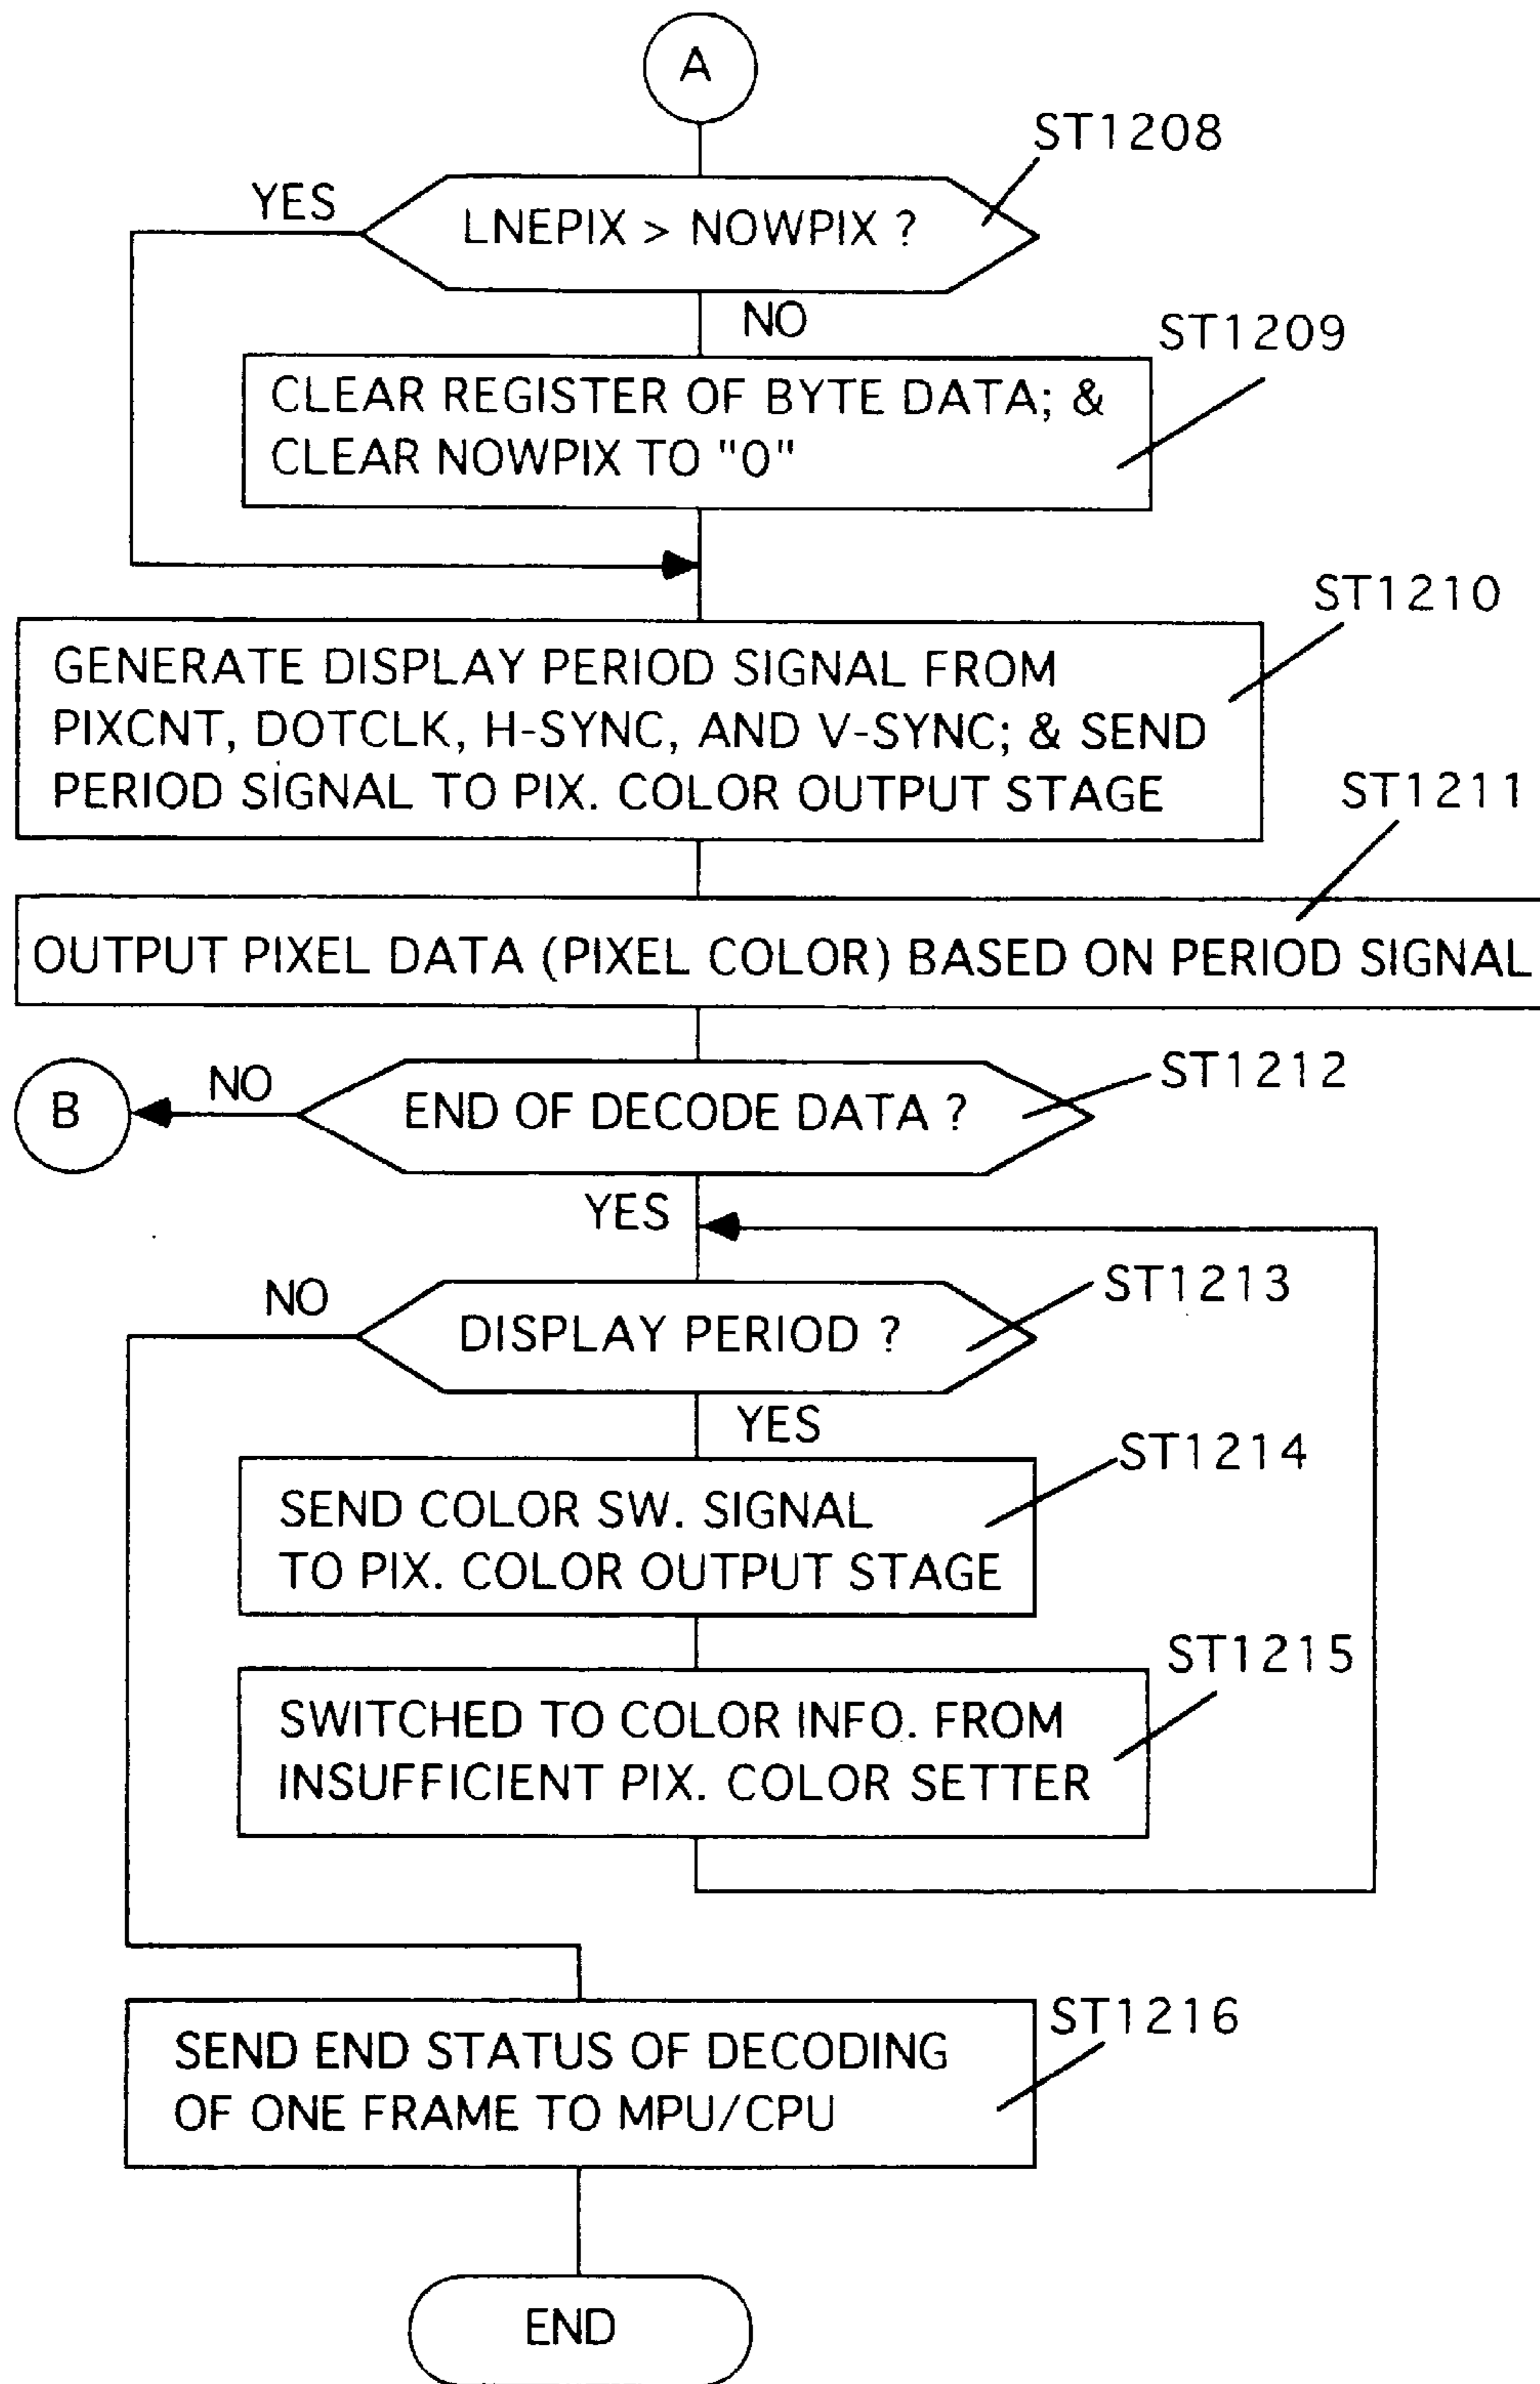 A
ST1208
YES
LNEPIX > NOWPIX ?
NO
ST1209
CLEAR REGISTER OF BYTE DATA; &
CLEAR NOWPIX TO "0"
ST1210
GENERATE DISPLAY PERIOD SIGNAL FROM
PIXCNT, DOTCLK, H-SYNC, AND V-SYNC; & SEND
PERIOD SIGNAL TO PIX. COLOR OUTPUT STAGE
ST1211
OUTPUT PIXEL DATA (PIXEL COLOR) BASED ON PERIOD SIGNAL
B
NO
ST1212
END OF DECODE DATA ?
YES
NO
ST1213
DISPLAY PERIOD ?
YES
ST1214
SEND COLOR SW. SIGNAL
TO PIX. COLOR OUTPUT STAGE
ST1215
SWITCHED TO COLOR INFO. FROM
INSUFFICIENT PIX. COLOR SETTER
ST1216
SEND END STATUS OF DECODING
OF ONE FRAME TO MPU/CPU
END